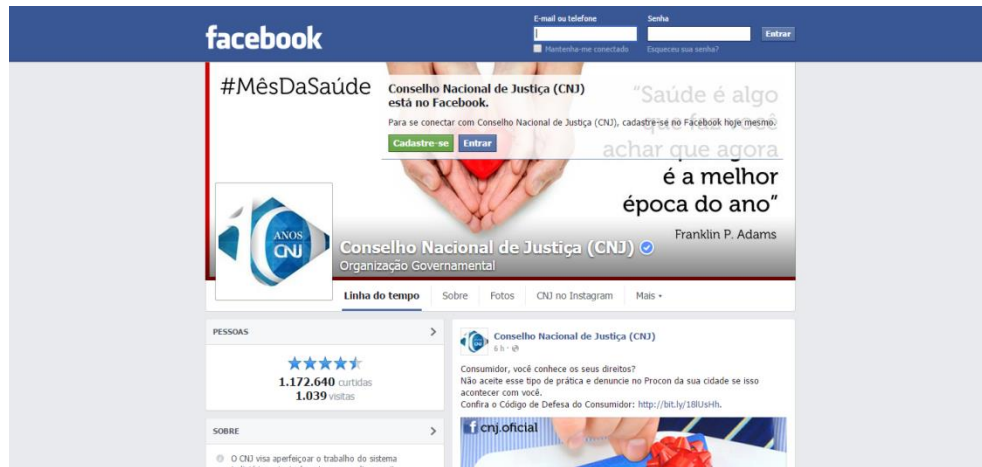 facebook
E-mail ou telefone
Senha
Entrar
Mantenha-me conectado
Esqueceu sua senha?
#MêsDaSaúde
Conselho Nacional de Justiça (CNJ)
está no Facebook.
Para se conectar com Conselho Nacional de Justiça (CNJ), cadastre-se no Facebook hoje mesmo.
Cadastre-se
Entrar
"Saúde é algo
que faz você
achar que agora
é a melhor
época do ano"
Franklin P. Adams
ANOS
CNJ
Conselho Nacional de Justiça (CNJ)
Organização Governamental
Linha do tempo
Sobre
Fotos
CNJ no Instagram
Mais
PESSOAS
1.172.640 curtidas
1.039 visitas
SOBRE
O CNJ visa aperfeiçoar o trabalho do sistema
Conselho Nacional de Justiça (CNJ)
6 h
Consumidor, você conhece os seus direitos?
Não aceite esse tipo de prática e denuncie no Procon da sua cidade se isso
acontecer com você.
Confira o Código de Defesa do Consumidor: http://bit.ly/18lUsHh.
f cnj.oficial